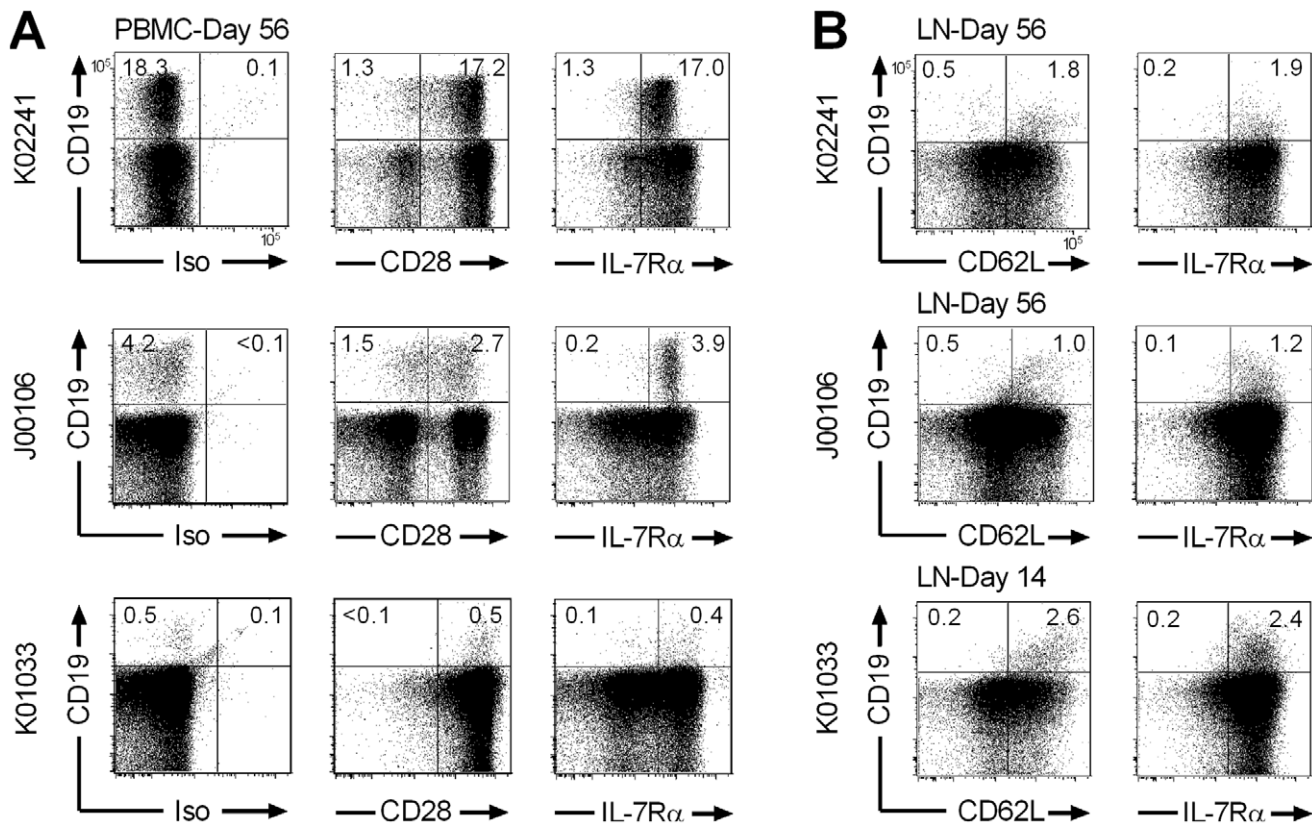 A
PBMC-Day 56
K02241
CD19
10⁵
18.3
0.1
10⁵
Iso
1.3
17.2
CD28
1.3
17.0
IL-7Rα
J00106
CD19
4.2
<0.1
Iso
1.5
2.7
CD28
0.2
3.9
IL-7Rα
K01033
CD19
0.5
0.1
Iso
<0.1
0.5
CD28
0.1
0.4
IL-7Rα
B
LN-Day 56
K02241
CD19
10⁵
0.5
1.8
10⁵
CD62L
0.2
1.9
IL-7Rα
LN-Day 56
J00106
CD19
0.5
1.0
CD62L
0.1
1.2
IL-7Rα
LN-Day 14
K01033
CD19
0.2
2.6
CD62L
0.2
2.4
IL-7Rα